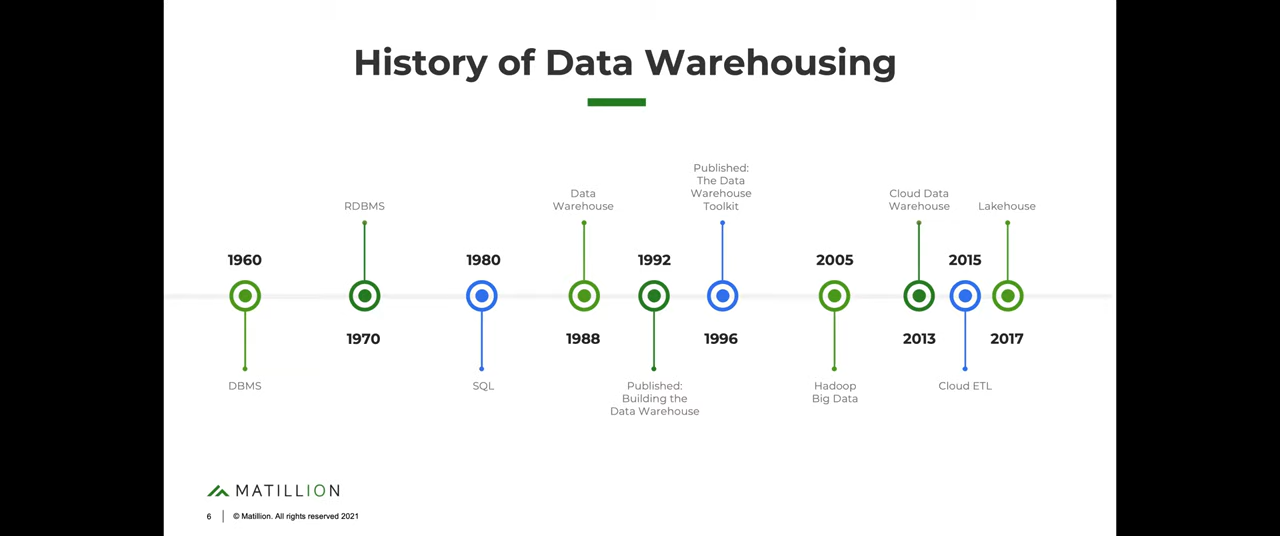 History of Data Warehousing
1960
DBMS
RDBMS
1970
1980
SQL
Data
Warehouse
1988
1992
Published:
Building the
Data Warehouse
Published:
The Data
Warehouse
Toolkit
1996
2005
Hadoop
Big Data
Cloud Data
Warehouse
2013
2015
Cloud ETL
Lakehouse
2017
MATILLION
6
© Matillion. All rights reserved 2021